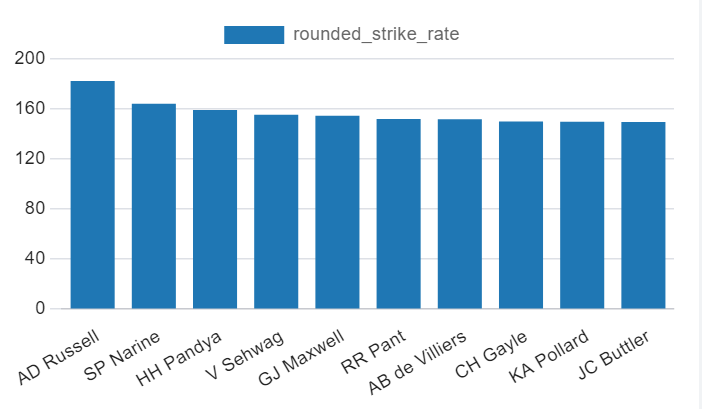 rounded_strike_rate
200
160
120
80
40
0
AD Russell
SP Narine
HH Pandya
V Sehwag
GJ Maxwell
RR Pant
AB de Villiers
CH Gayle
KA Pollard
JC Buttler